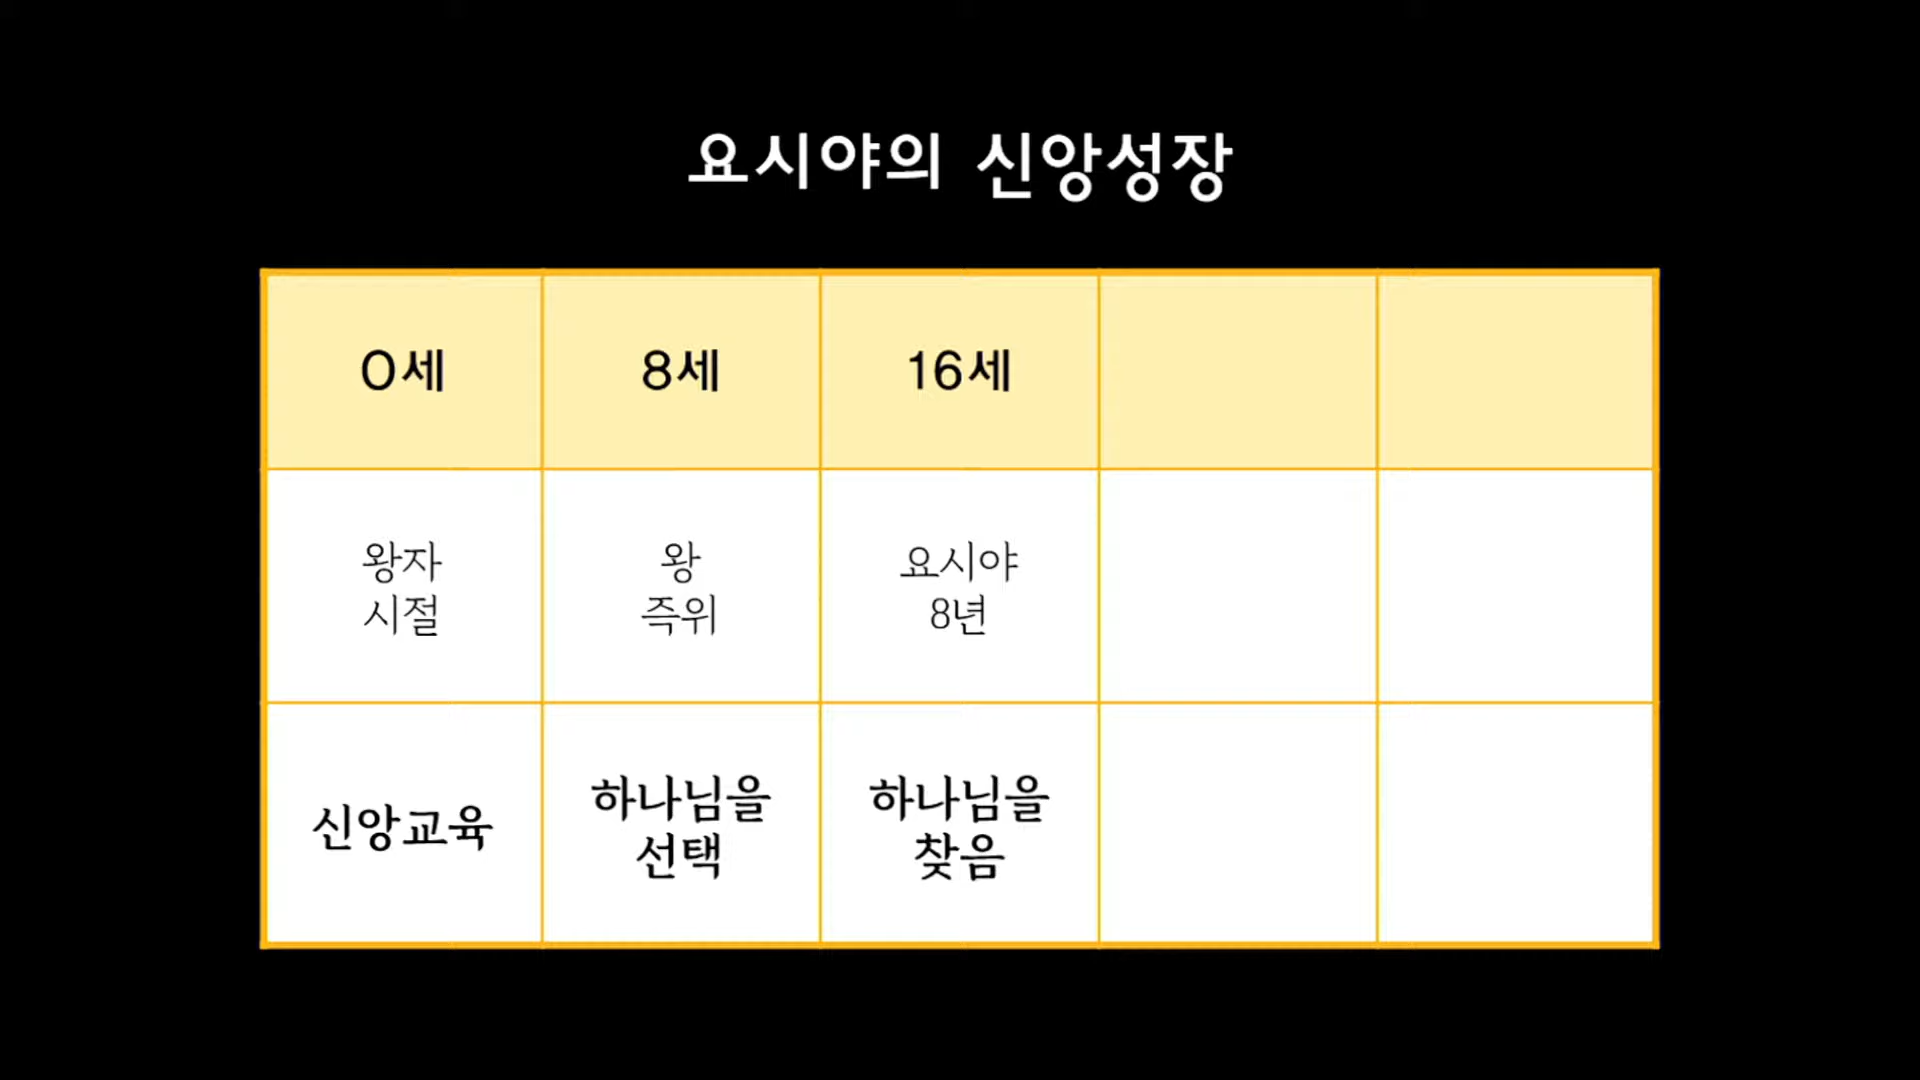 요시야의 신앙성장
0세 8세 16세
왕자 왕 요시야
시절 즉위 8년
신앙교육
하나님을 하나님을
선택 찾음